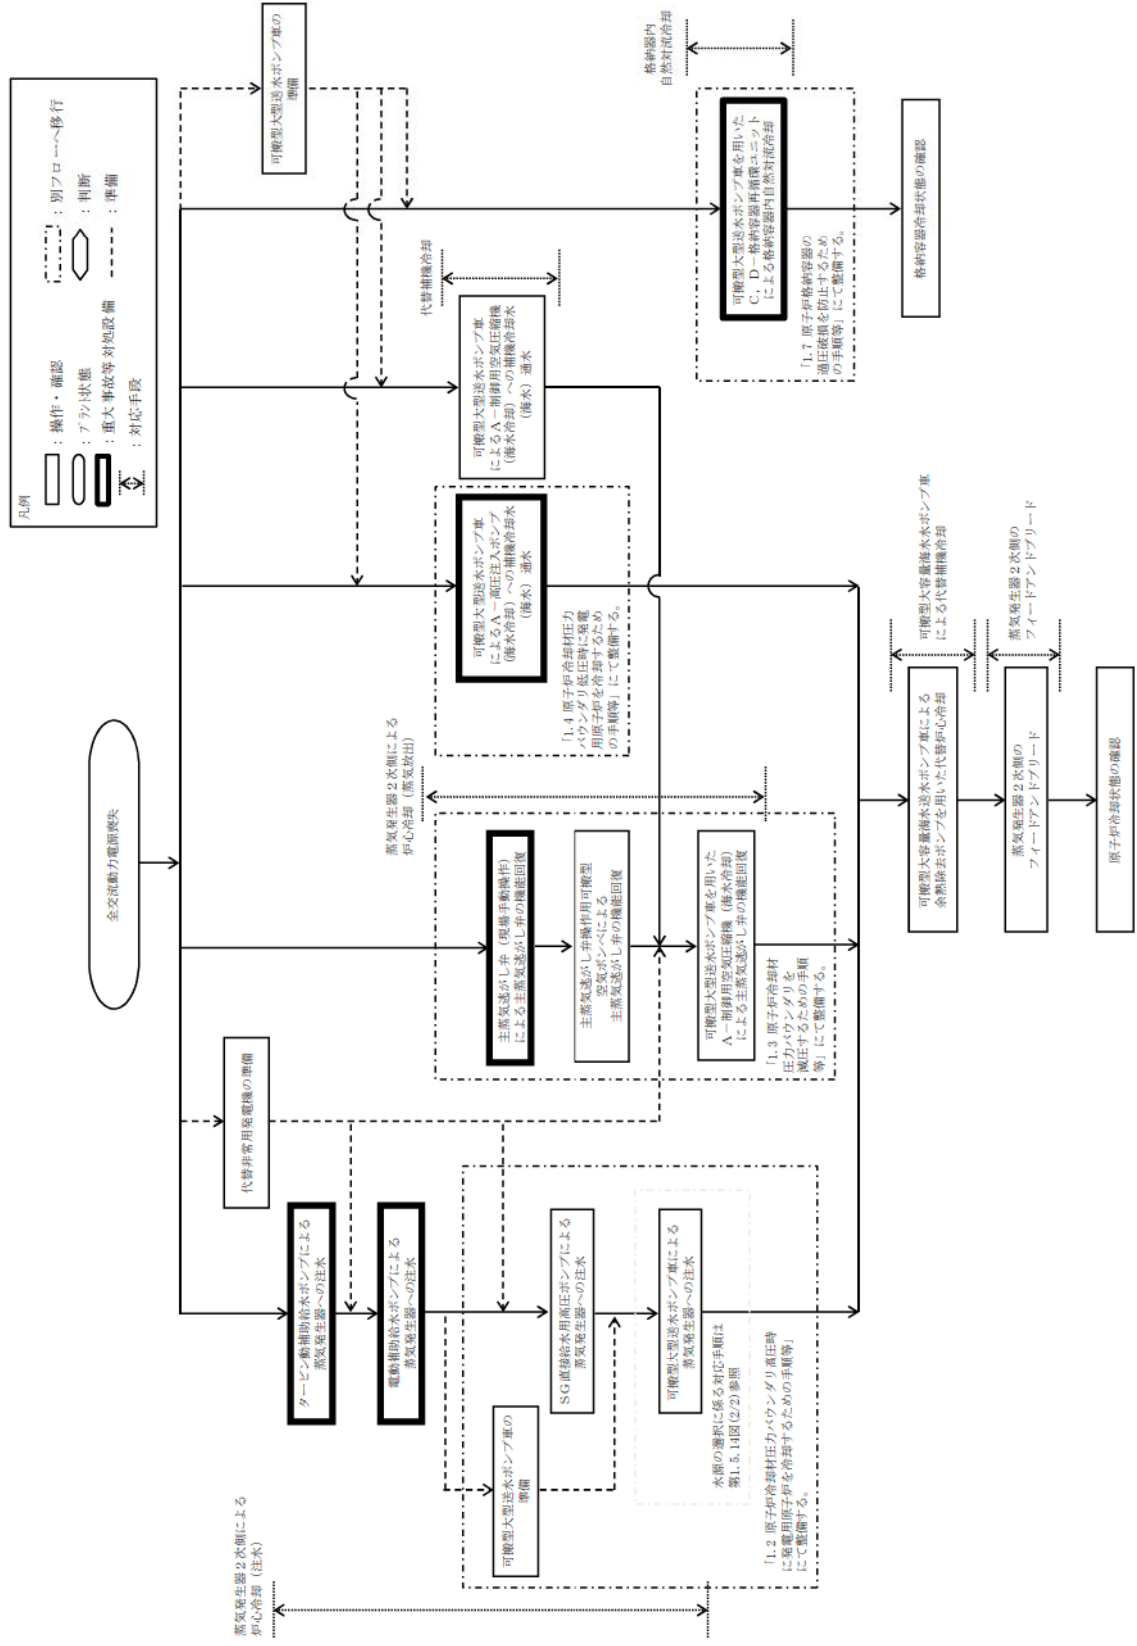 全交流動力電源喪失
凡例
：操作・確認
：プラント状態
：重大事故等対処設備
：対応手段
：別フローへ移行
：判断
：準備
蒸気発生器２次側による
炉心冷却（注水）
タービン動補助給水ポンプによる
蒸気発生器への注水
電動補助給水ポンプによる
蒸気発生器への注水
可搬型大型送水ポンプ車の
準備
ＳＧ直接給水用高圧ポンプによる
蒸気発生器への注水
可搬型大型送水ポンプ車による
蒸気発生器への注水
水源の選択に係る対応手順は
第1.5.14図(2/2)参照
「1.2 原子炉冷却材圧力バウンダリ高圧時
に発電用原子炉を冷却するための手順等」
にて整備する。
代替非常用発電機の準備
蒸気発生器２次側による
炉心冷却（蒸気放出）
主蒸気逃がし弁（現場手動操作）
による主蒸気逃がし弁の機能回復
主蒸気逃がし弁操作用可搬型
空気ボンベによる
主蒸気逃がし弁の機能回復
可搬型大型送水ポンプ車を用いた
Ａ－制御用空気圧縮機（海水冷却）
による主蒸気逃がし弁の機能回復
「1.3 原子炉冷却材
圧力バウンダリを
減圧するための手順
等」にて整備する。
可搬型大型送水ポンプ車
によるＡ－高圧注入ポンプ
（海水冷却）への補機冷却水
（海水）通水
「1.4 原子炉冷却材圧力
バウンダリ低圧時に発電
用原子炉を冷却するため
の手順等」にて整備する。
代替補機冷却
可搬型大型送水ポンプ車
によるＡ－制御用空気圧縮機
（海水冷却）への補機冷却水
（海水）通水
可搬型大型送水ポンプ車の
準備
格納容器内
自然対流冷却
可搬型大型送水ポンプ車を用いた
Ｃ，Ｄ－格納容器再循環ユニット
による格納容器内自然対流冷却
「1.7 原子炉格納容器の
過圧破損を防止するため
の手順等」にて整備する。
格納容器冷却状態の確認
可搬型大容量海水送水ポンプ車による
余熱除去ポンプを用いた代替炉心冷却
可搬型大容量海水水ポンプ車
による代替補機冷却
蒸気発生器２次側の
フィードアンドブリード
蒸気発生器２次側の
フィードアンドブリード
原子炉冷却状態の確認